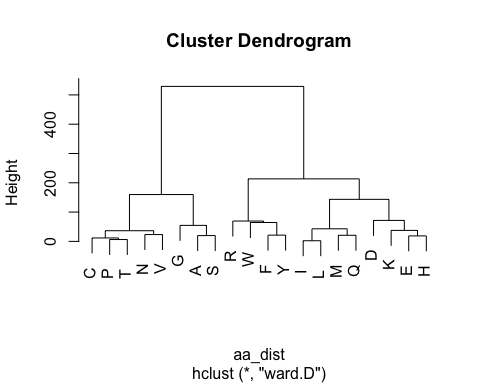 Cluster Dendrogram
Height
400
200
0
C P T N V G A S R W F Y I L M Q D K E H
aa_dist
hclust (*, "ward.D")